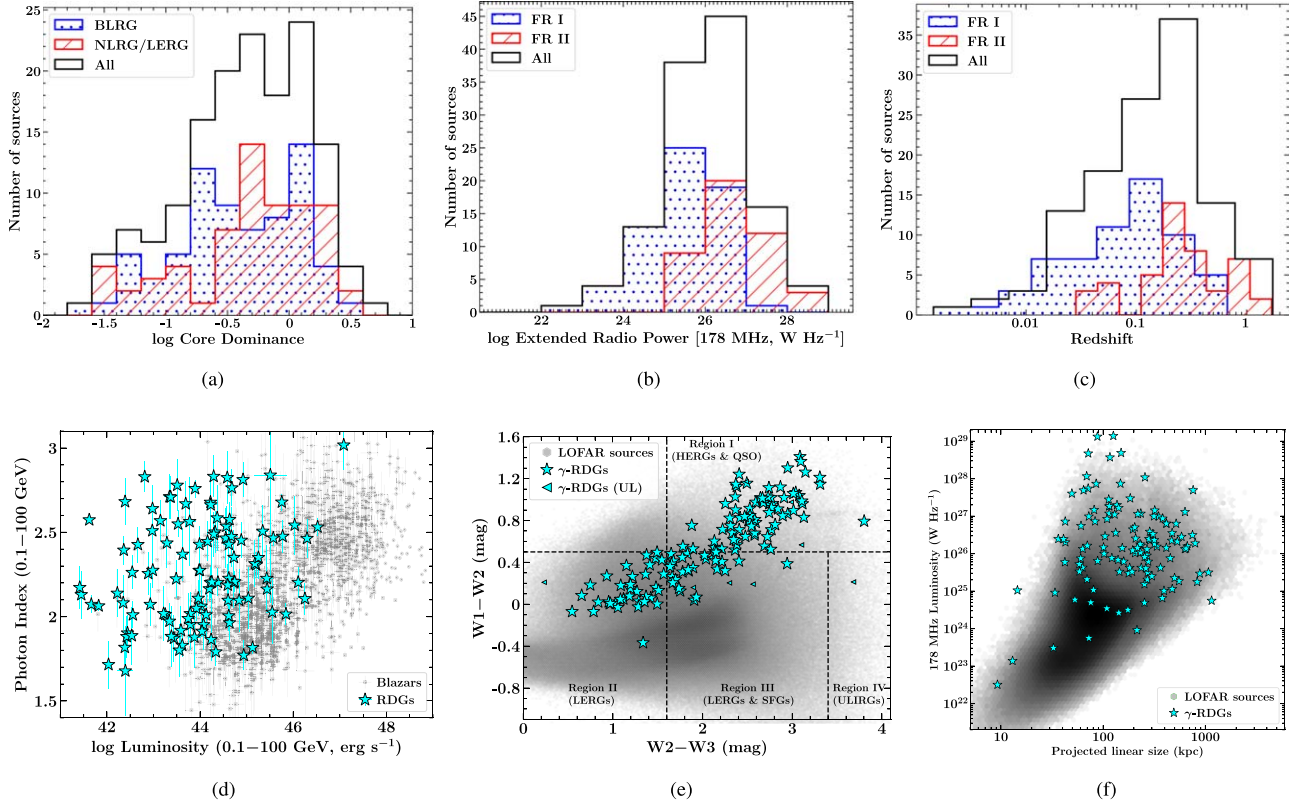 25
20
15
10
5
0
Number of sources
BLRG
NLRG/LERG
All
-2 -1.5 -1 -0.5 0 0.5 1
log Core Dominance
(a)
45
40
35
30
25
20
15
10
5
0
Number of sources
FR I
FR II
All
22 24 26 28
log Extended Radio Power [178 MHz, W Hz⁻¹]
(b)
35
30
25
20
15
10
5
0
Number of sources
FR I
FR II
All
0.01 0.1 1
Redshift
(c)
3
2.5
2
1.5
Photon Index (0.1−100 GeV)
Blazars
RDGs
42 43 44 45 46 47 48
log Luminosity (0.1−100 GeV, erg s⁻¹)
(d)
1.6
1.2
0.8
0.4
0
-0.4
-0.8
W1−W2 (mag)
LOFAR sources
γ-RDGs
γ-RDGs (UL)
Region I
(HERGs & QSO)
Region II
(LERGs)
Region III
(LERGs & SFGs)
Region IV
(ULIRGs)
0 1 2 3 4
W2−W3 (mag)
(e)
10²⁹
10²⁸
10²⁷
10²⁶
10²⁵
10²⁴
10²³
10²²
178 MHz Luminosity (W Hz⁻¹)
LOFAR sources
γ-RDGs
10 100 1000
Projected linear size (kpc)
(f)